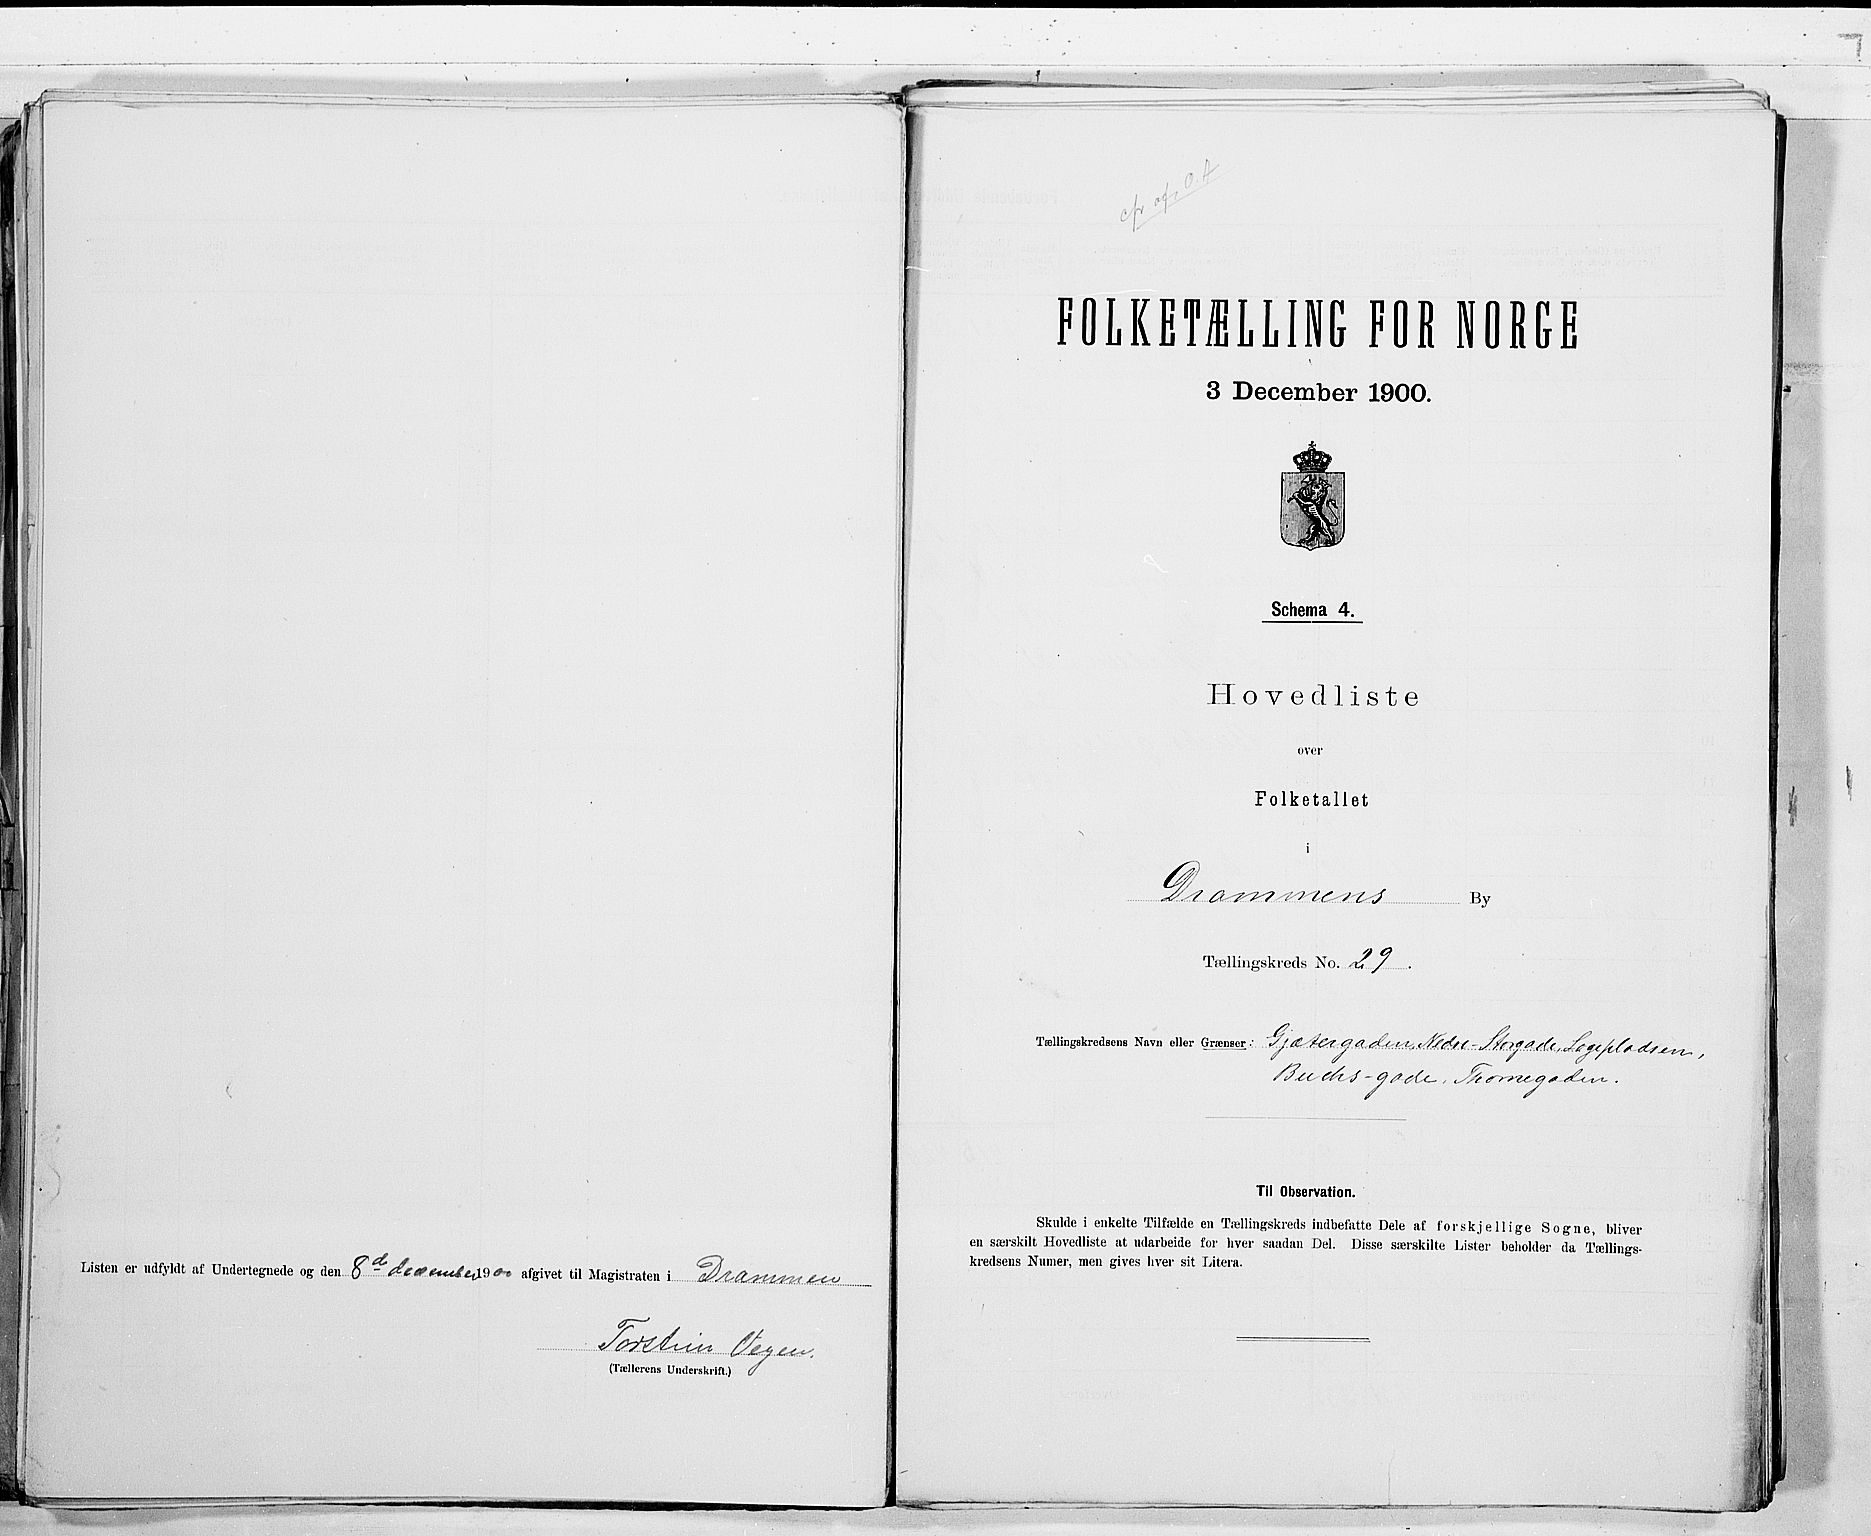 Listen er udfyldt af Undertegnede og den 8de december 1900 afgivet til Magistraten i Drammen
Torstein Vegen.
(Tællerens Underskrift.)
FOLKETÆLLING FOR NORGE
3 December 1900.
Schema 4.
Hovedliste
over
Folketallet
i
Drammens By
Tællingskreds No. 29.
Tællingskredsens Navn eller Grænser: Gjætergaden, Nedre-Storgade, Løgepladsen,
Buchs-gade, Thornegaden.
Til Observation.
Skulde i enkelte Tilfælde en Tællingskreds indbefatte Dele af forskjellige Sogne, bliver
en særskilt Hovedliste at udarbeide for hver saadan Del. Disse særskilte Lister beholder da Tællings-
kredsens Numer, men gives hver sit Litera.